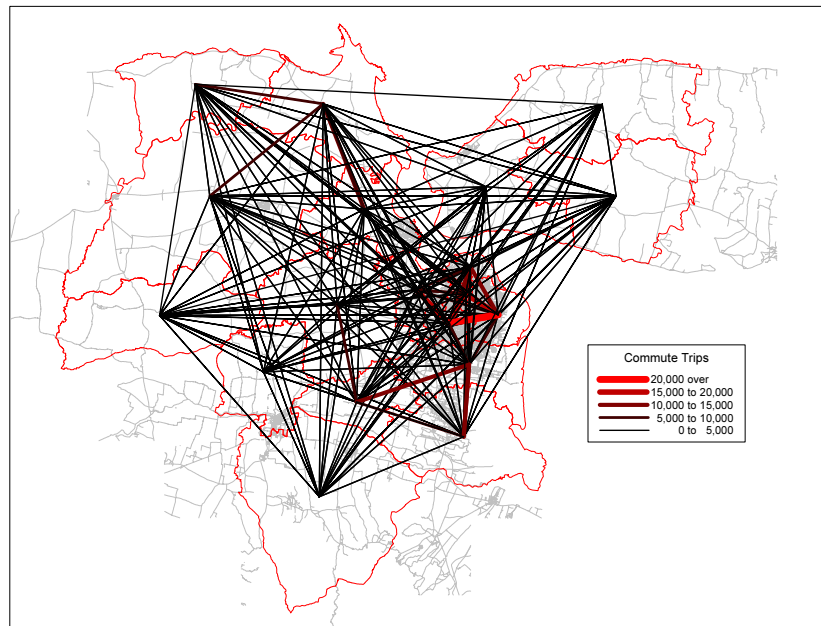 Commute Trips
20,000 over
15,000 to 20,000
10,000 to 15,000
5,000 to 10,000
0 to 5,000